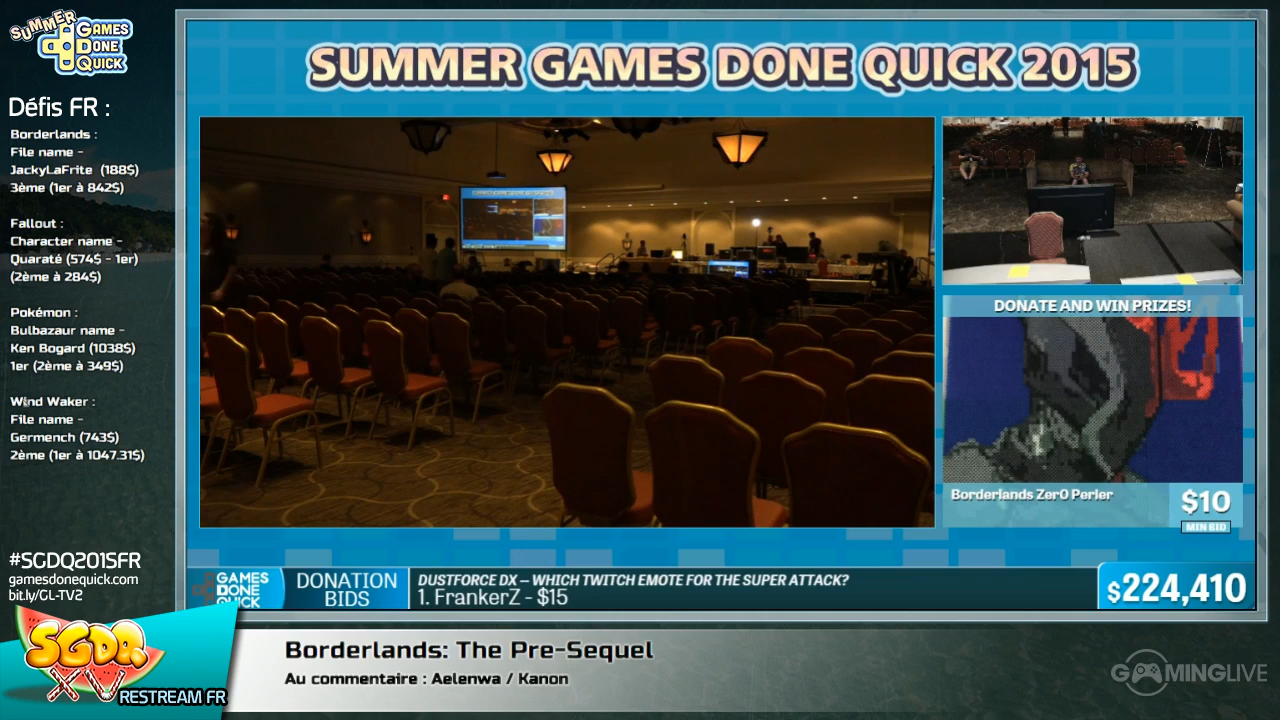 SUMMER
GAMES
DONE
QUICK
Défis FR :
Borderlands :
File name -
JackyLaFrite (188$)
3ème (1er à 842$)
Fallout :
Character name -
Quaraté (574$ - 1er)
(2ème à 284$)
Pokémon :
Bulbazaur name -
Ken Bogard (1038$)
1er (2ème à 349$)
Wind Waker :
File name -
Germench (743$)
2ème (1er à 1047.31$)
#SGDQ2015FR
gamesdonequick.com
bit.ly/GL-TV2
SGDQ
XV
RESTREAM FR
SUMMER GAMES DONE QUICK 2015
DONATE AND WIN PRIZES!
Borderlands Zer0 Perler
$10
MIN BID
GAMES
DONE
QUICK
DONATION
BIDS
DUSTFORCE DX – WHICH TWITCH EMOTE FOR THE SUPER ATTACK?
1. FrankerZ - $15
$224,410
Borderlands: The Pre-Sequel
Au commentaire : Aelenwa / Kanon
GAMINGLIVE